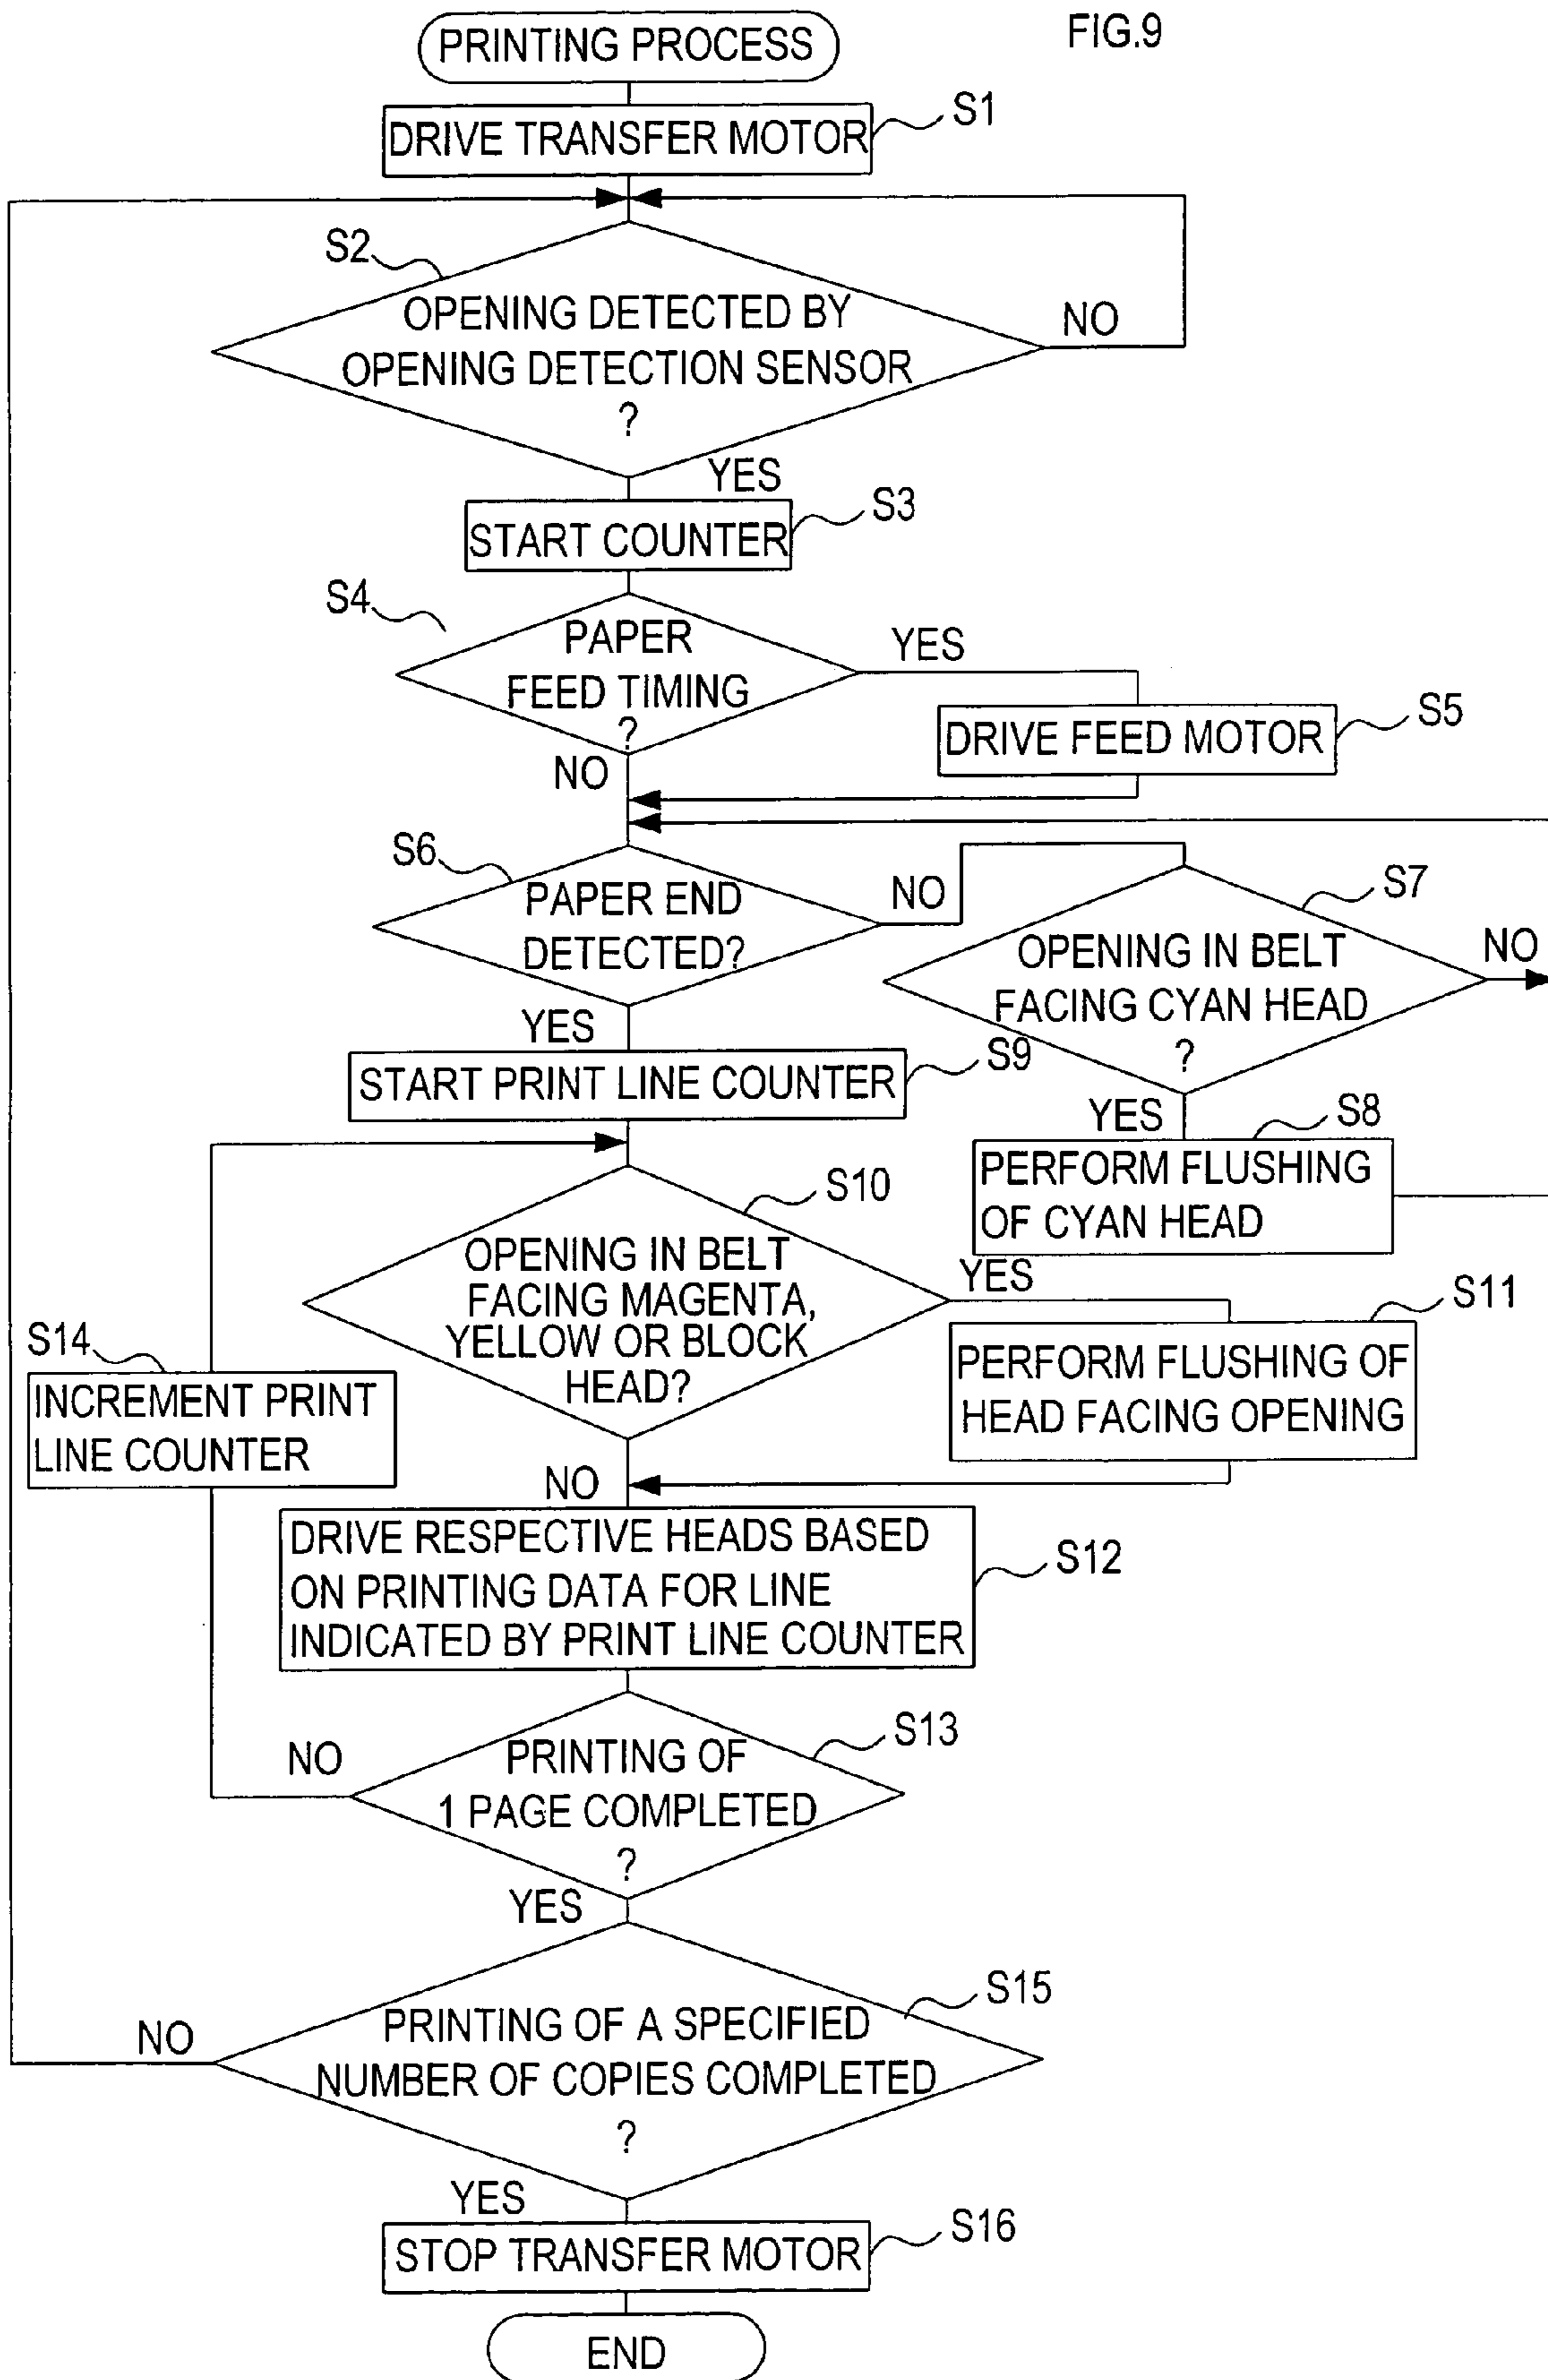 FIG.9
PRINTING PROCESS
S1
DRIVE TRANSFER MOTOR
S2
OPENING DETECTED BY
OPENING DETECTION SENSOR
?
NO
YES
S3
START COUNTER
S4
PAPER
FEED TIMING
?
YES
S5
DRIVE FEED MOTOR
NO
S6
PAPER END
DETECTED?
NO
S7
OPENING IN BELT
FACING CYAN HEAD
?
NO
YES
S9
START PRINT LINE COUNTER
YES
S8
PERFORM FLUSHING
OF CYAN HEAD
S10
OPENING IN BELT
FACING MAGENTA,
YELLOW OR BLOCK
HEAD?
YES
S11
PERFORM FLUSHING OF
HEAD FACING OPENING
S14
INCREMENT PRINT
LINE COUNTER
NO
DRIVE RESPECTIVE HEADS BASED
ON PRINTING DATA FOR LINE
INDICATED BY PRINT LINE COUNTER
S12
S13
NO
PRINTING OF
1 PAGE COMPLETED
?
YES
S15
NO
PRINTING OF A SPECIFIED
NUMBER OF COPIES COMPLETED
?
YES
S16
STOP TRANSFER MOTOR
END